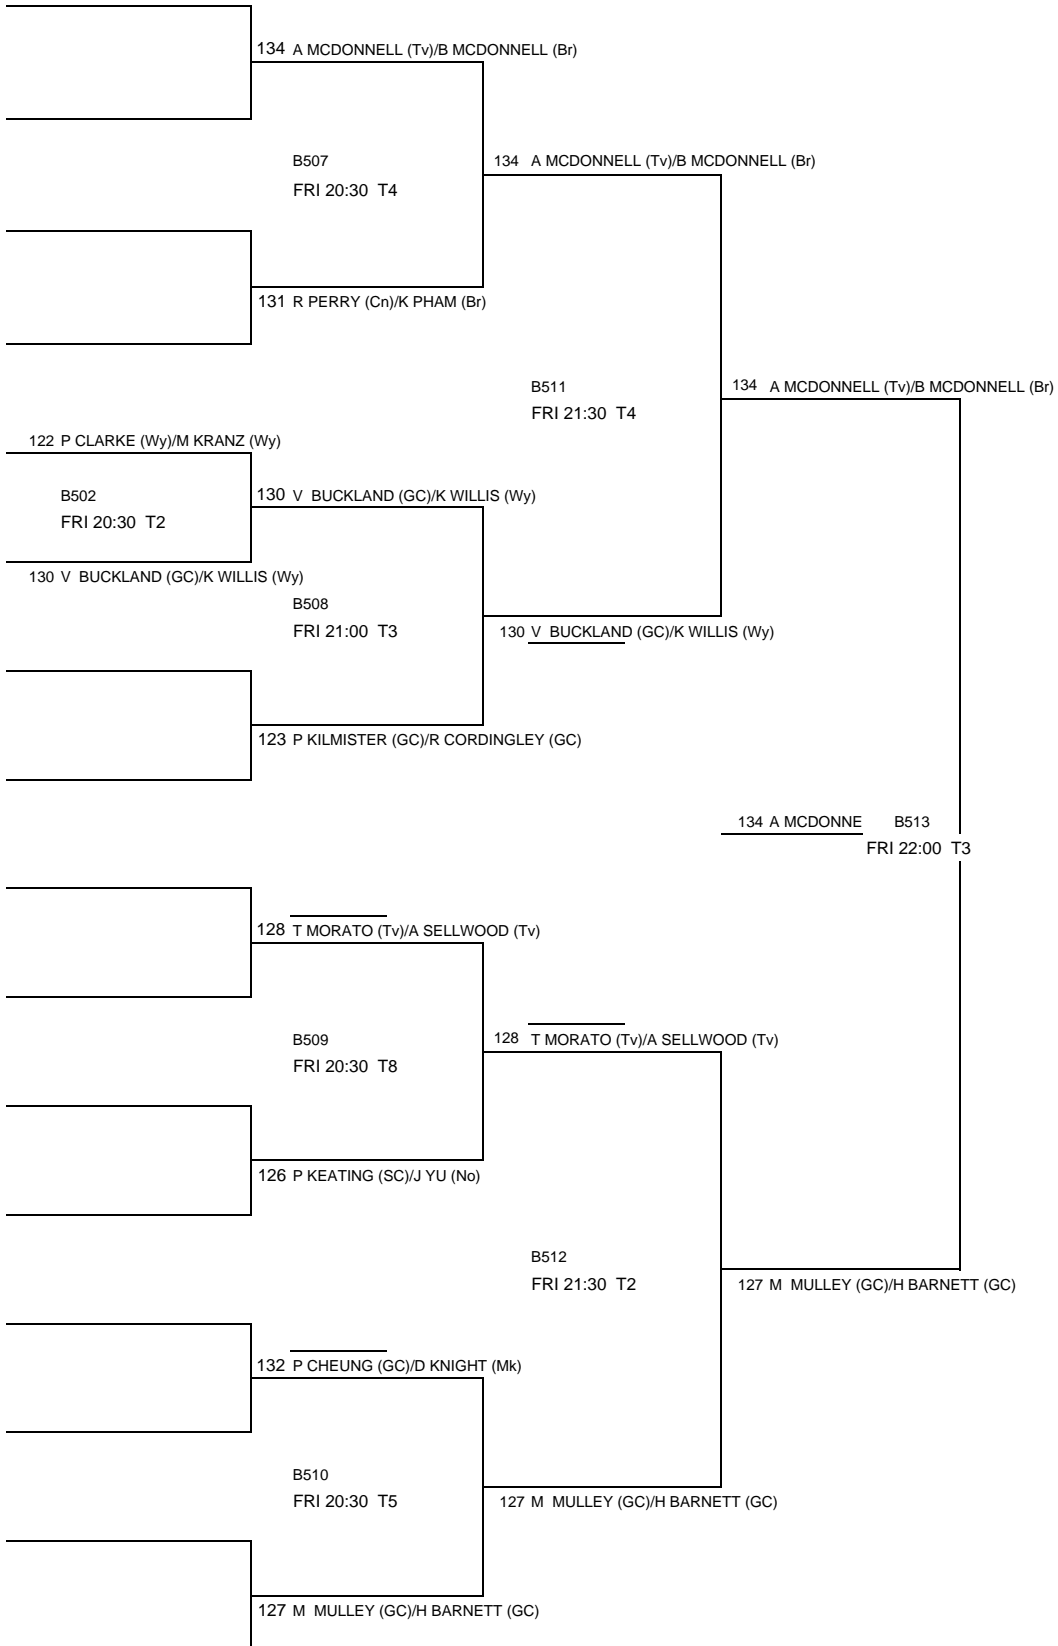 134 A MCDONNELL (Tv)/B MCDONNELL (Br)
B507
134 A MCDONNELL (Tv)/B MCDONNELL (Br)
FRI 20:30 T4
131 R PERRY (Cn)/K PHAM (Br)
B511
134 A MCDONNELL (Tv)/B MCDONNELL (Br)
FRI 21:30 T4
122 P CLARKE (Wy)/M KRANZ (Wy)
B502
130 V BUCKLAND (GC)/K WILLIS (Wy)
FRI 20:30 T2
130 V BUCKLAND (GC)/K WILLIS (Wy)
B508
FRI 21:00 T3
130 V BUCKLAND (GC)/K WILLIS (Wy)
123 P KILMISTER (GC)/R CORDINGLEY (GC)
134 A MCDONNE
B513
FRI 22:00 T3
128 T MORATO (Tv)/A SELLWOOD (Tv)
B509
128 T MORATO (Tv)/A SELLWOOD (Tv)
FRI 20:30 T8
126 P KEATING (SC)/J YU (No)
B512
FRI 21:30 T2
127 M MULLEY (GC)/H BARNETT (GC)
132 P CHEUNG (GC)/D KNIGHT (Mk)
B510
FRI 20:30 T5
127 M MULLEY (GC)/H BARNETT (GC)
127 M MULLEY (GC)/H BARNETT (GC)